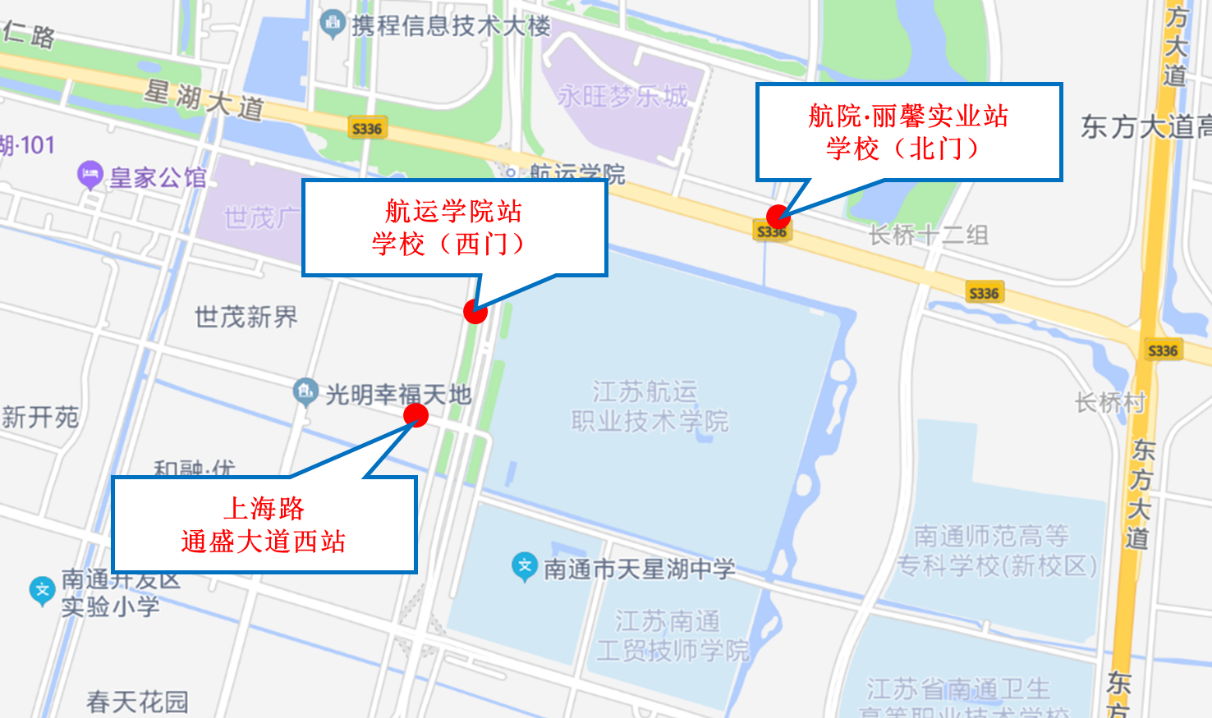 仁路
携程信息技术大楼
方大道
星湖大道
永旺梦乐城
S336
航院·丽馨实业站
学校（北门）
东方大道高
湖·101
皇家公馆
航运学院
世茂广
航运学院站
学校（西门）
S336
长桥十二组
S336
世茂新界
S336
光明幸福天地
江苏航运
职业技术学院
长桥村
新开苑
东方大道
和融·优
上海路
通盛大道西站
南通师范高等
专科学校(新校区)
南通市天星湖中学
南通开发区
实验小学
江苏南通
工贸技师学院
江苏省南通卫生
高等职业技术学校
春天花园
东方